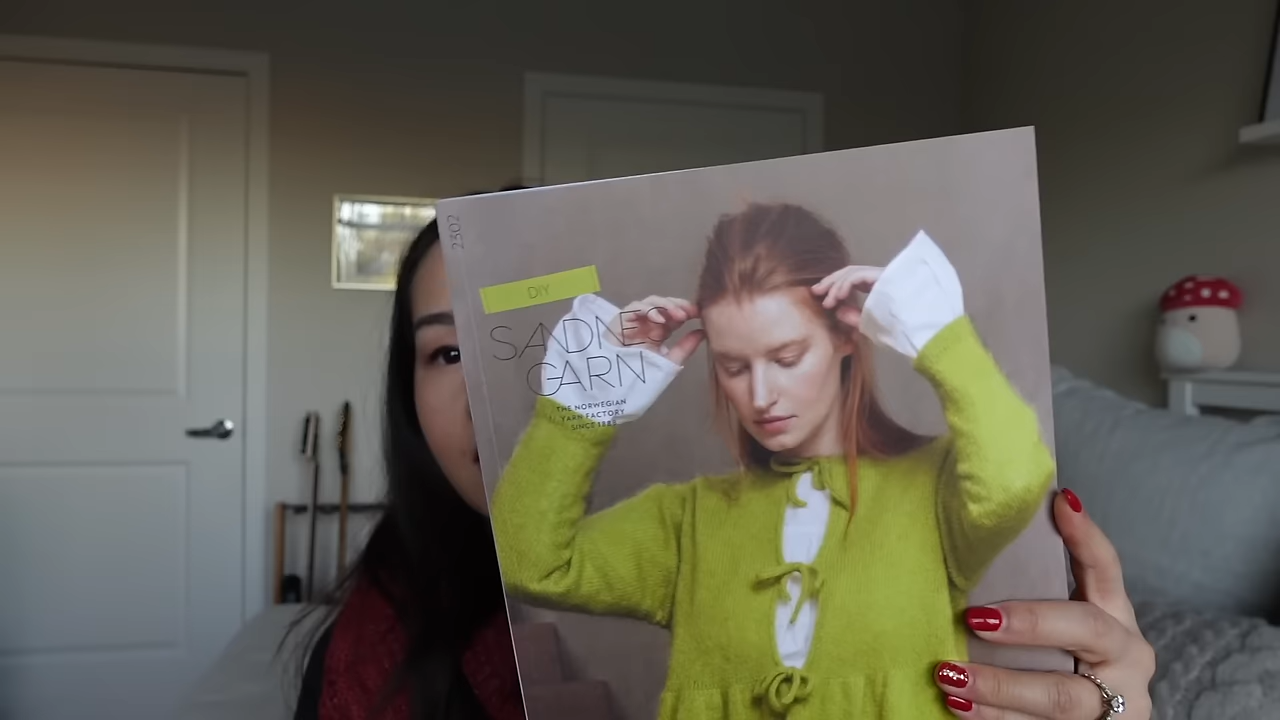 2302
DIY
SANDNES
GARN
THE NORWEGIAN
YARN FACTORY
SINCE 1888